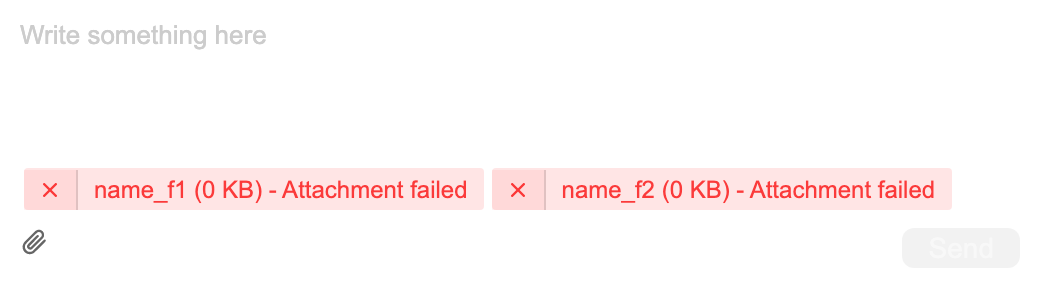 Write something here
× name_f1 (0 KB) - Attachment failed × name_f2 (0 KB) - Attachment failed
Send